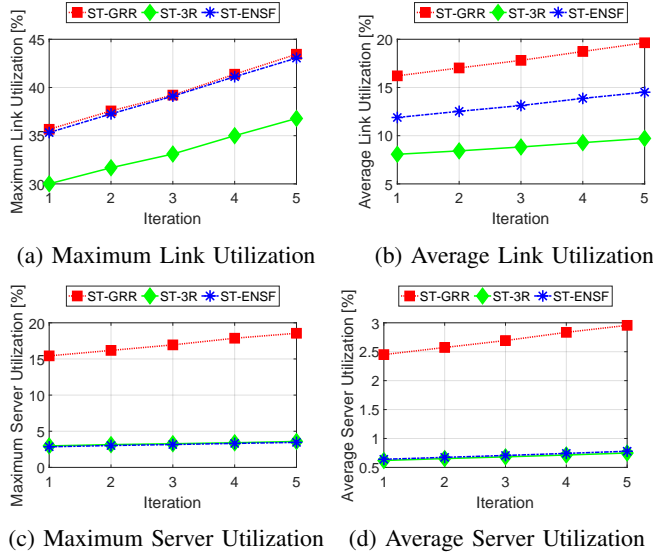 ST-GRR ST-3R ST-ENSF
Maximum Link Utilization [%]
45
40
35
30
1 2 3 4 5
Iteration
(a) Maximum Link Utilization
ST-GRR ST-3R ST-ENSF
Average Link Utilization [%]
20
15
10
5
1 2 3 4 5
Iteration
(b) Average Link Utilization
ST-GRR ST-3R ST-ENSF
Maximum Server Utilization [%]
20
15
10
5
0
1 2 3 4 5
Iteration
(c) Maximum Server Utilization
ST-GRR ST-3R ST-ENSF
Average Server Utilization [%]
3
2.5
2
1.5
1
0.5
1 2 3 4 5
Iteration
(d) Average Server Utilization